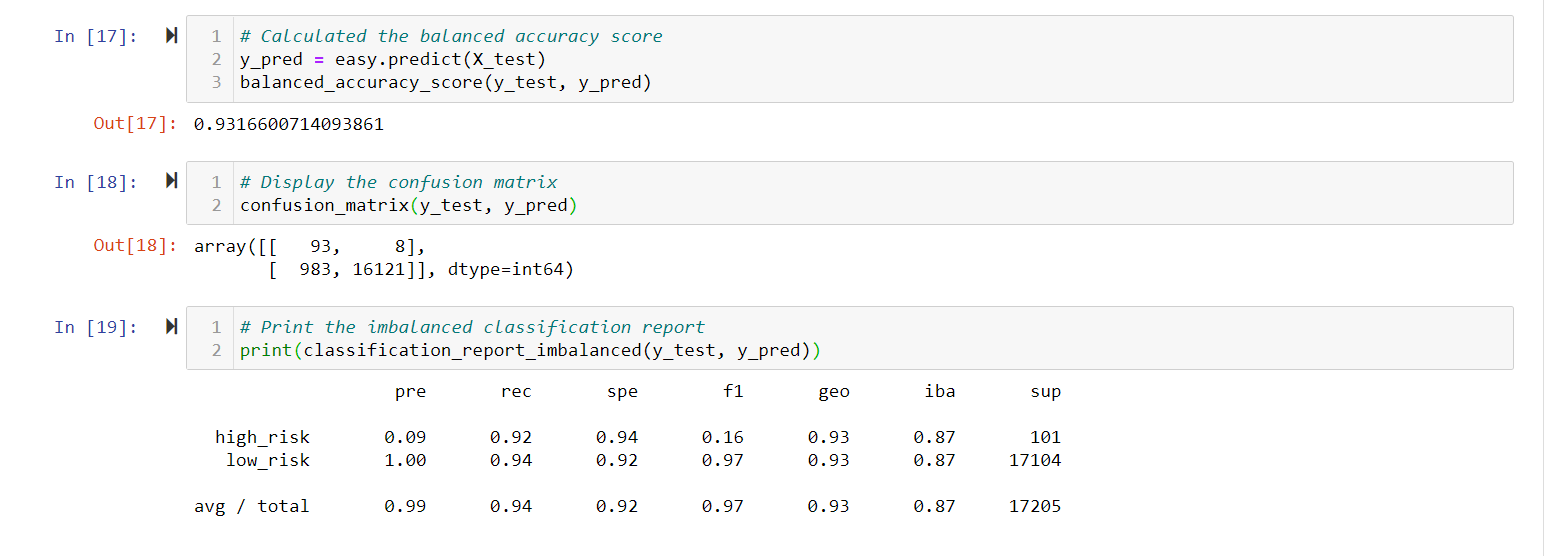 In [17]:
1 # Calculated the balanced accuracy score
2 y_pred = easy.predict(X_test)
3 balanced_accuracy_score(y_test, y_pred)
Out[17]: 0.9316600714093861
In [18]:
1 # Display the confusion matrix
2 confusion_matrix(y_test, y_pred)
Out[18]: array([[   93,     8],
       [  983, 16121]], dtype=int64)
In [19]:
1 # Print the imbalanced classification report
2 print(classification_report_imbalanced(y_test, y_pred))
pre rec spe f1 geo iba sup
high_risk 0.09 0.92 0.94 0.16 0.93 0.87 101
low_risk 1.00 0.94 0.92 0.97 0.93 0.87 17104
avg / total 0.99 0.94 0.92 0.97 0.93 0.87 17205